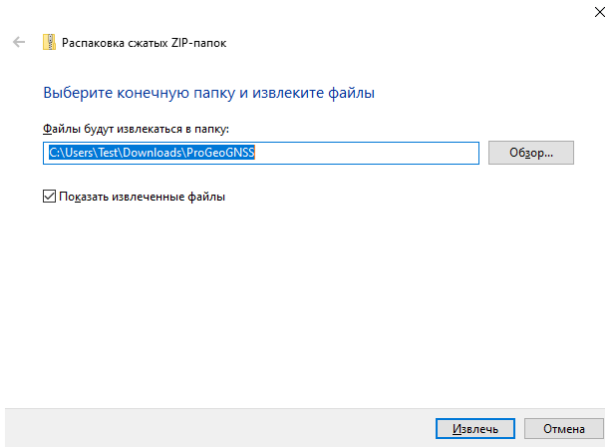 Распаковка сжатых ZIP-папок
Выберите конечную папку и извлеките файлы
Файлы будут извлекаться в папку:
C:\Users\Test\Downloads\ProGeoGNSS
Обзор...
Показать извлеченные файлы
Извлечь
Отмена